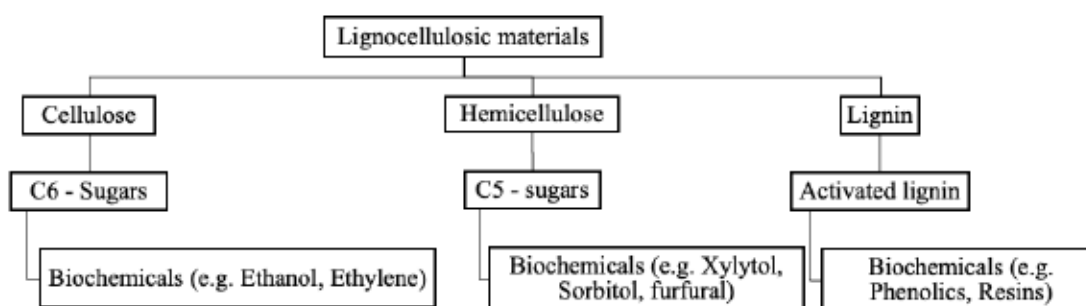 Lignocellulosic materials
Cellulose
Hemicellulose
Lignin
C6 - Sugars
C5 - sugars
Activated lignin
Biochemicals (e.g. Ethanol, Ethylene)
Biochemicals (e.g. Xylytol,
Sorbitol, furfural)
Biochemicals (e.g.
Phenolics, Resins)